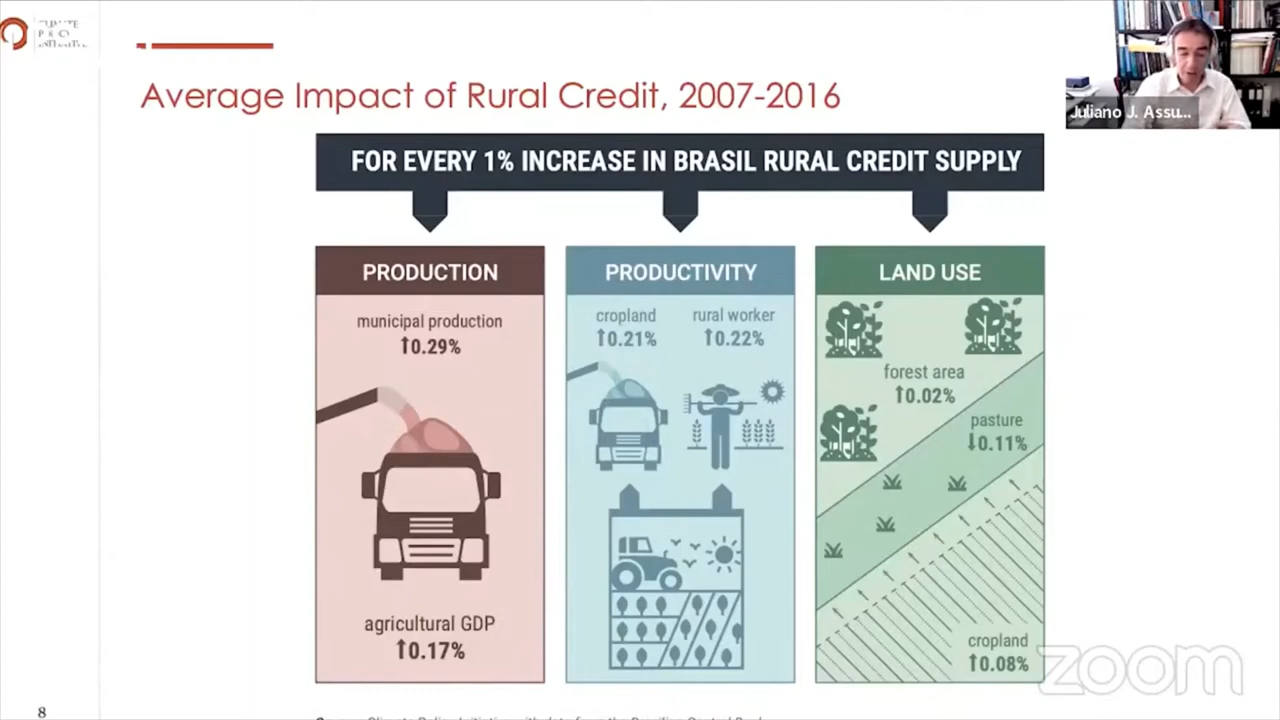 Average Impact of Rural Credit, 2007-2016
Juliano J. Assu...
FOR EVERY 1% INCREASE IN BRASIL RURAL CREDIT SUPPLY
PRODUCTION
municipal production
↑0.29%
agricultural GDP
↑0.17%
PRODUCTIVITY
cropland
↑0.21%
rural worker
↑0.22%
LAND USE
forest area
↑0.02%
pasture
↓0.11%
cropland
↑0.08%
zoom
8